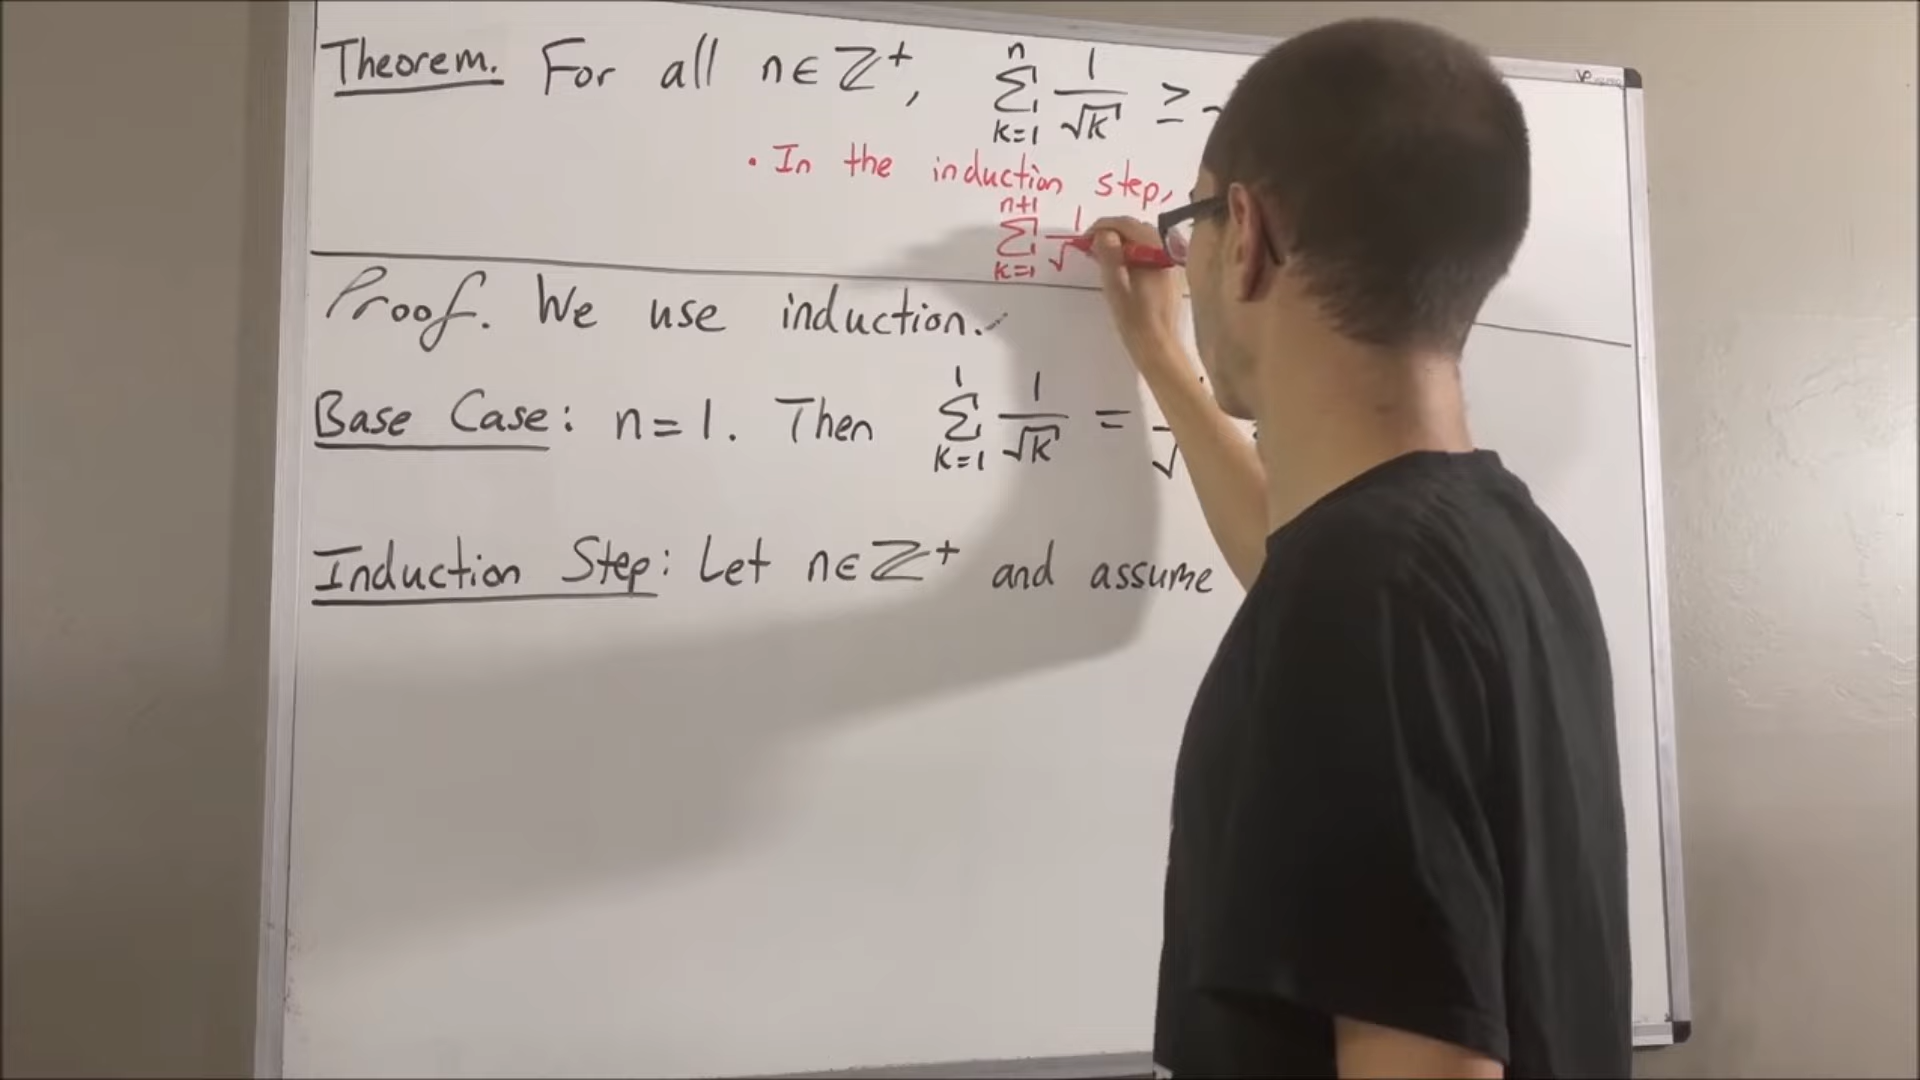 Theorem. For all n ∈ ℤ⁺, ∑_{k=1}^{n} 1/√k ≥
• In the induction step,
∑_{k=1}^{n+1} 1/√
Proof. We use induction.
Base Case: n=1. Then ∑_{k=1}^{1} 1/√k =
Induction Step: Let n ∈ ℤ⁺ and assume